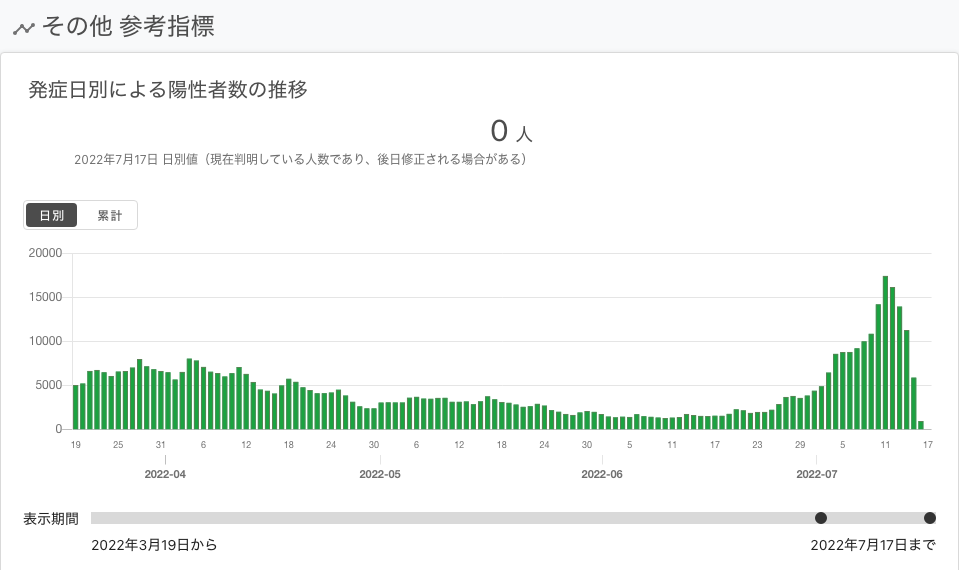 その他 参考指標
発症日別による陽性者数の推移
0 人
2022年7月17日 日別値（現在判明している人数であり、後日修正される場合がある）
日別 累計
20000
15000
10000
5000
0
19 25 31 6 12 18 24 30 6 12 18 24 30 5 11 17 23 29 5 11 17
2022-04 2022-05 2022-06 2022-07
表示期間
2022年3月19日から 2022年7月17日まで